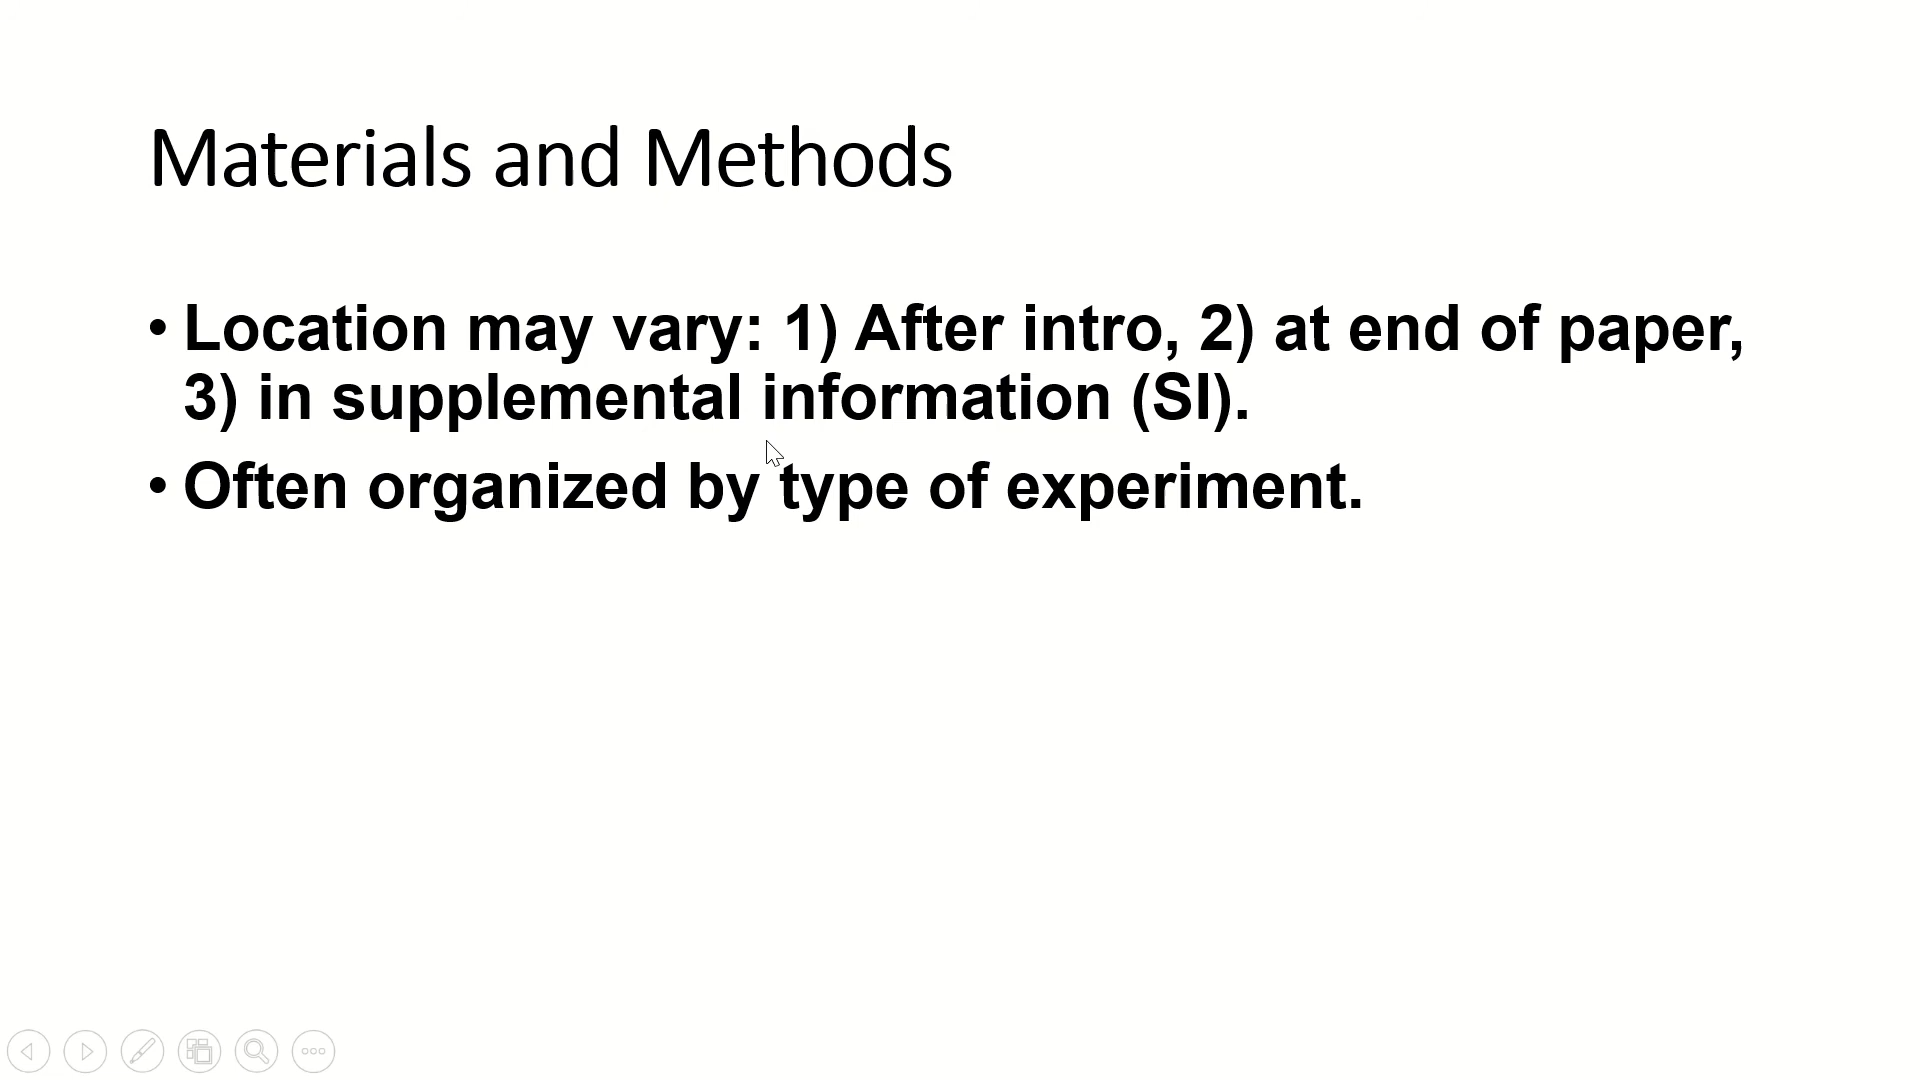 Materials and Methods
• Location may vary: 1) After intro, 2) at end of paper,
3) in supplemental information (SI).
• Often organized by type of experiment.